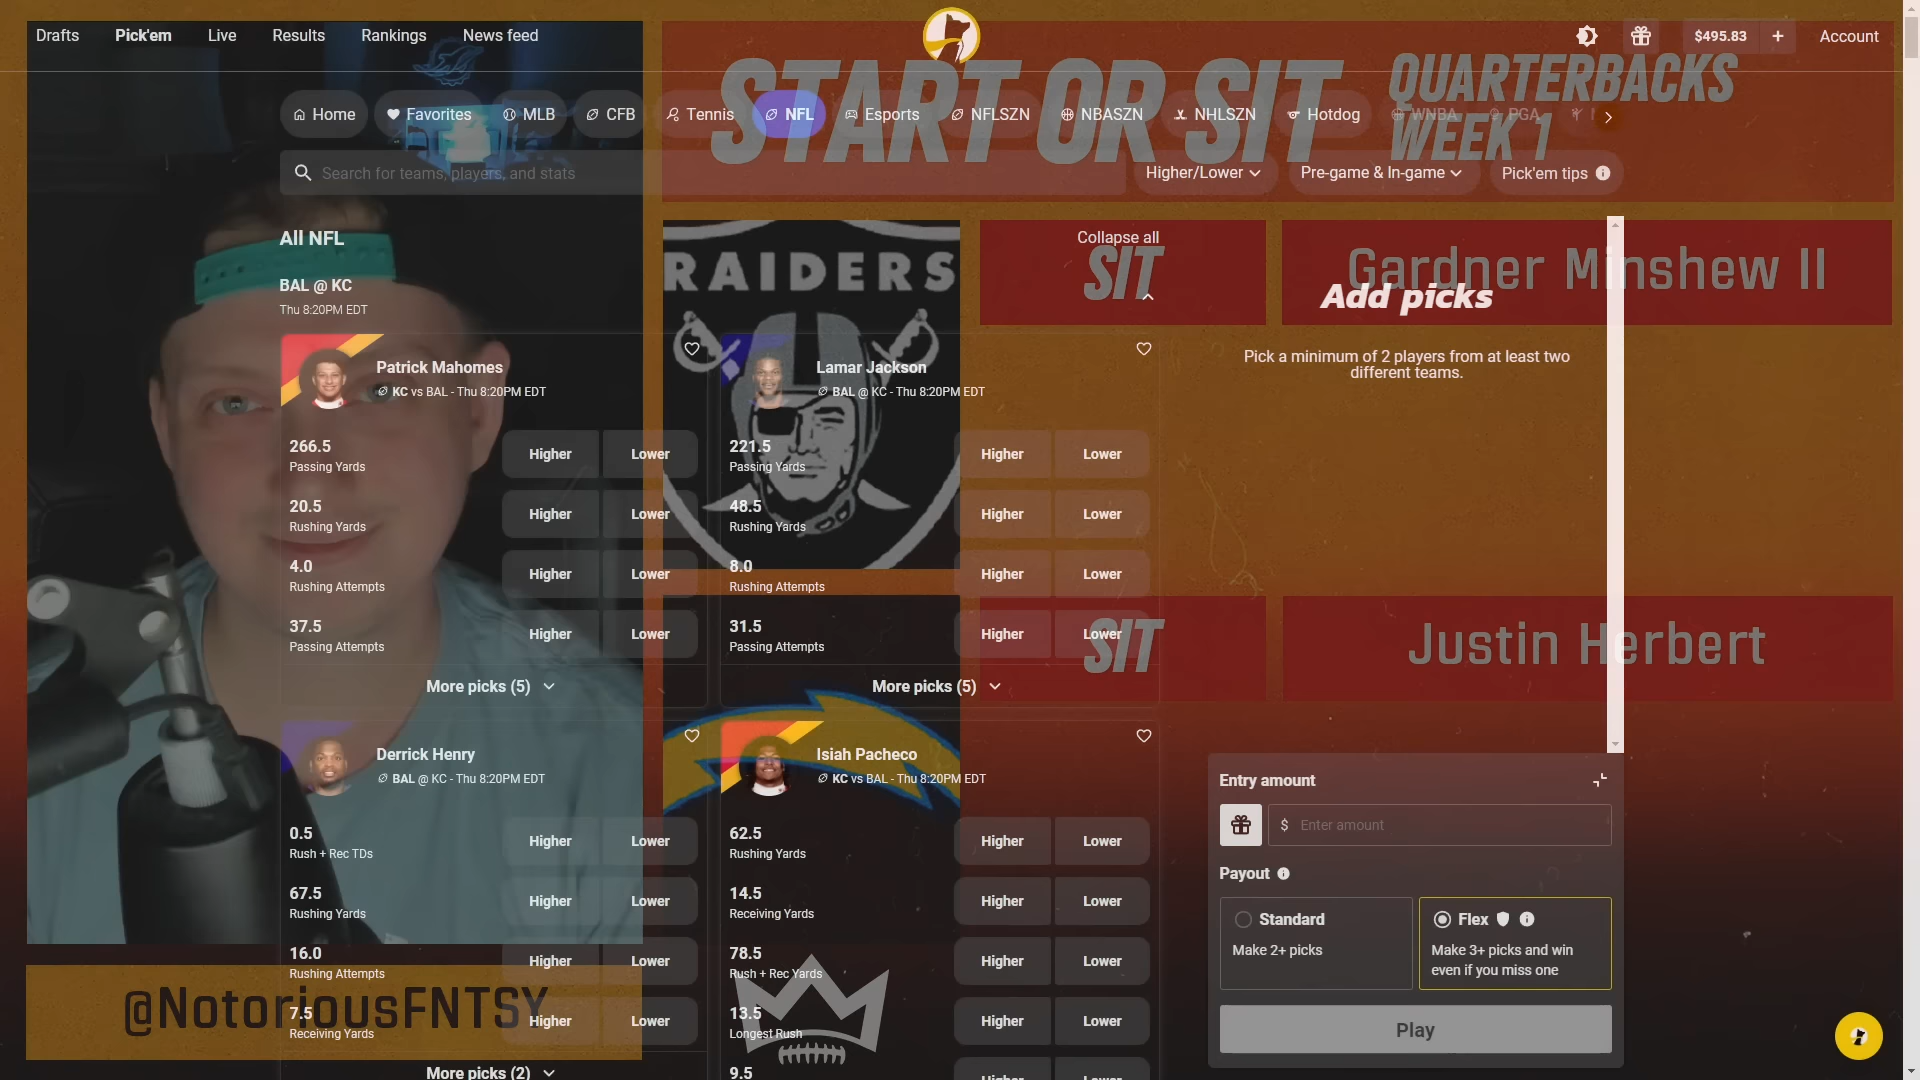 Drafts
Pick'em
Live
Results
Rankings
News feed
$495.83
+
Account
START OR SIT
QUARTERBACKS
WEEK 1
Home
Favorites
MLB
CFB
Tennis
NFL
Esports
NFLSZN
NBASZN
NHLSZN
Hotdog
WNBA
PGA
Search for teams, players, and stats
Higher/Lower
Pre-game & In-game
Pick'em tips
All NFL
Collapse all
RAIDERS
SIT
Gardner Minshew II
BAL @ KC
Thu 8:20PM EDT
Add picks
Pick a minimum of 2 players from at least two
different teams.
Patrick Mahomes
KC vs BAL - Thu 8:20PM EDT
266.5
Passing Yards
Higher
Lower
20.5
Rushing Yards
Higher
Lower
4.0
Rushing Attempts
Higher
Lower
37.5
Passing Attempts
Higher
Lower
More picks (5)
Lamar Jackson
BAL @ KC - Thu 8:20PM EDT
221.5
Passing Yards
Higher
Lower
48.5
Rushing Yards
Higher
Lower
8.0
Rushing Attempts
Higher
Lower
31.5
Passing Attempts
Higher
Lower
More picks (5)
SIT
Justin Herbert
Derrick Henry
BAL @ KC - Thu 8:20PM EDT
0.5
Rush + Rec TDs
Higher
Lower
67.5
Rushing Yards
Higher
Lower
16.0
Rushing Attempts
Higher
Lower
7.5
Receiving Yards
Higher
Lower
More picks (2)
Isiah Pacheco
KC vs BAL - Thu 8:20PM EDT
62.5
Rushing Yards
Higher
Lower
14.5
Receiving Yards
Higher
Lower
78.5
Rush + Rec Yards
Higher
Lower
13.5
Longest Rush
Higher
Lower
9.5
Higher
Lower
Entry amount
$ Enter amount
Payout
Standard
Make 2+ picks
Flex
Make 3+ picks and win
even if you miss one
Play
@NotoriousFNTSY